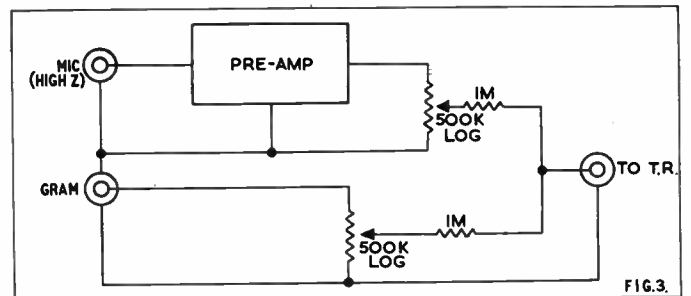 MIC
(HIGH Z)
PRE-AMP
1M
500K
LOG
TO T.R.
GRAM
1M
500K
LOG
FIG.3.